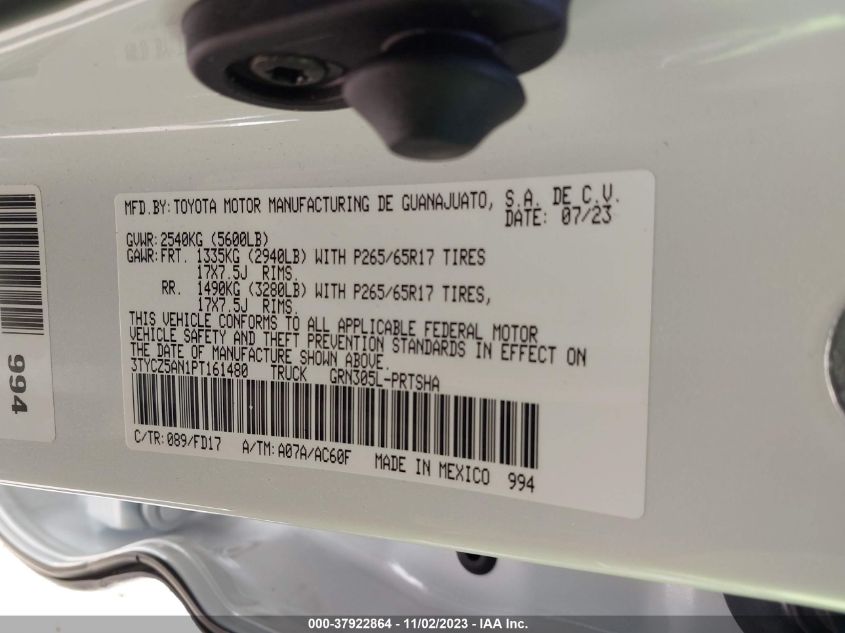 MFD.BY:TOYOTA MOTOR MANUFACTURING DE GUANAJUATO, S.A. DE C.V.
DATE: 07/23
GVWR:2540KG (5600LB)
GAWR:FRT. 1335KG (2940LB) WITH P265/65R17 TIRES
17X7.5J RIMS.
RR. 1490KG (3280LB) WITH P265/65R17 TIRES,
17X7.5J RIMS.
THIS VEHICLE CONFORMS TO ALL APPLICABLE FEDERAL MOTOR
VEHICLE SAFETY AND THEFT PREVENTION STANDARDS IN EFFECT ON
THE DATE OF MANUFACTURE SHOWN ABOVE.
3TYCZ5AN1PT161480 TRUCK GRN305L-PRTSHA
C/TR:089/FD17 A/TM:A07A/AC60F MADE IN MEXICO 994
994
000-37922864 - 11/02/2023 - IAA Inc.